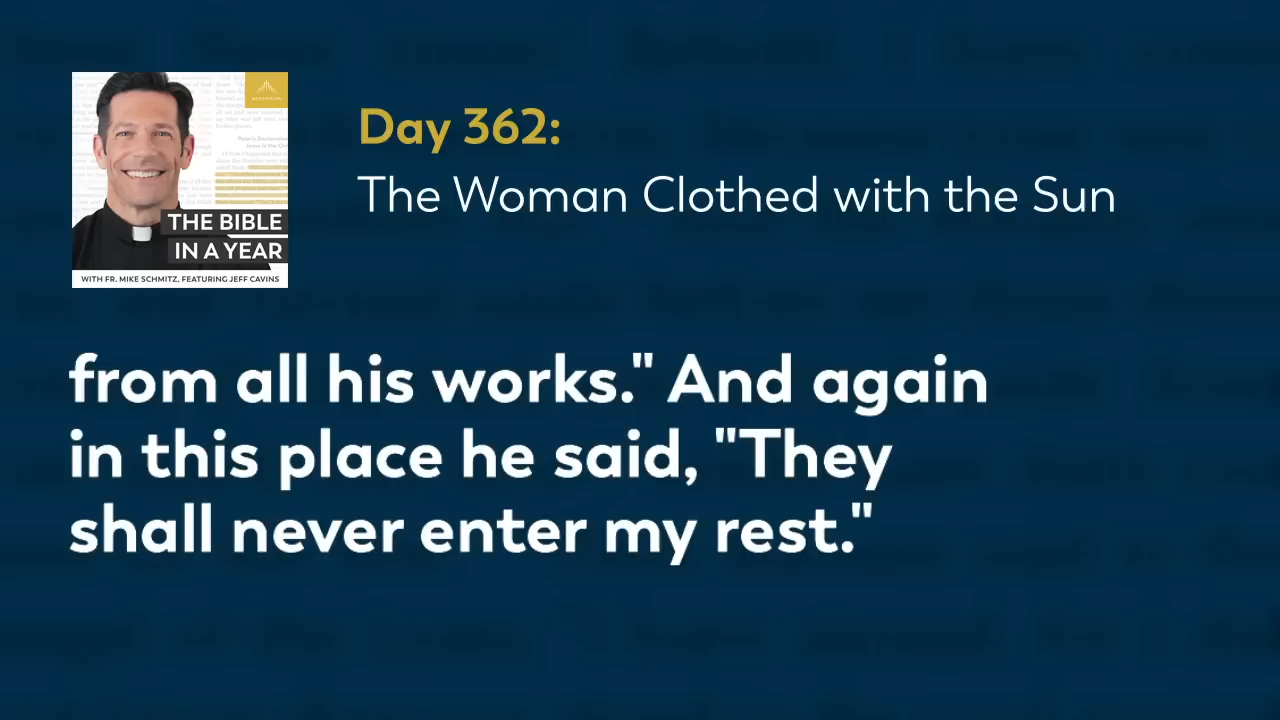 Day 362:
The Woman Clothed with the Sun
THE BIBLE
IN A YEAR
WITH FR. MIKE SCHMITZ, FEATURING JEFF CAVINS
from all his works." And again
in this place he said, "They
shall never enter my rest."